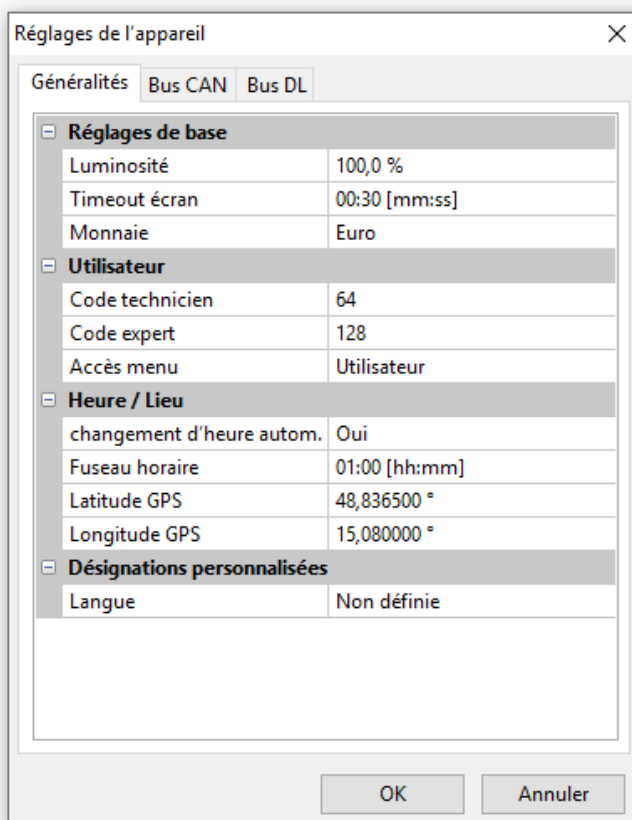 Réglages de l’appareil
Généralités Bus CAN Bus DL
Réglages de base
Luminosité 100,0 %
Timeout écran 00:30 [mm:ss]
Monnaie Euro
Utilisateur
Code technicien 64
Code expert 128
Accès menu Utilisateur
Heure / Lieu
changement d’heure autom. Oui
Fuseau horaire 01:00 [hh:mm]
Latitude GPS 48,836500 °
Longitude GPS 15,080000 °
Désignations personnalisées
Langue Non définie
OK Annuler